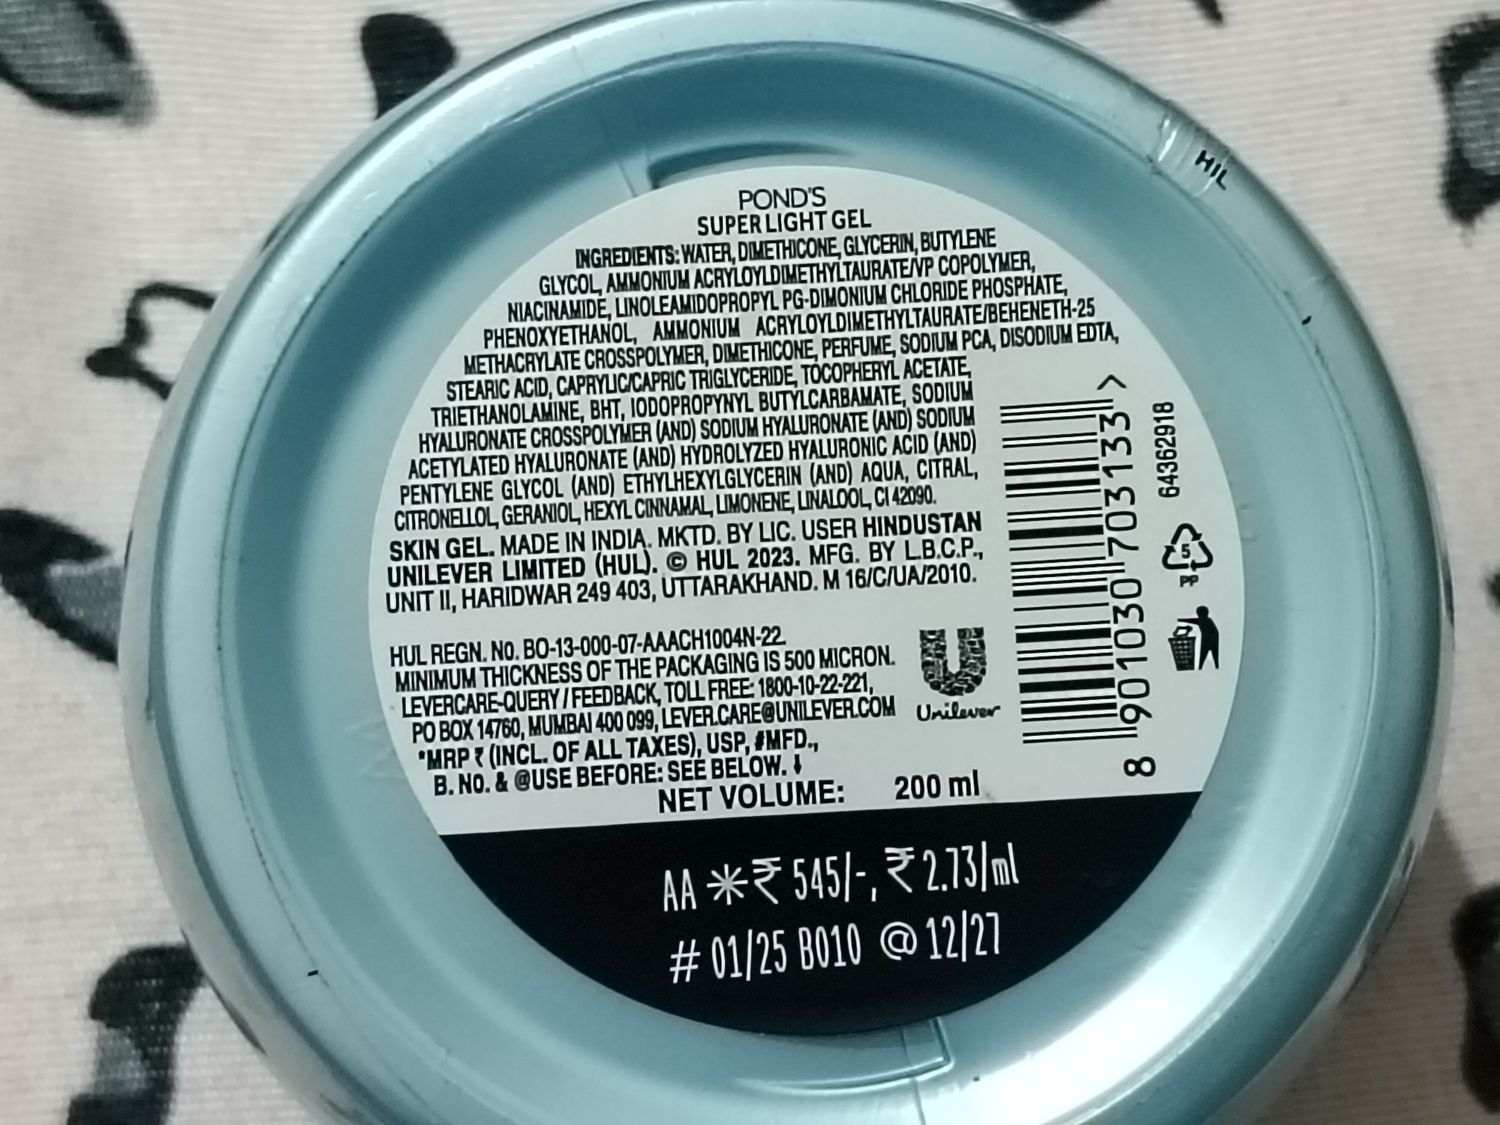 HIL
POND'S
SUPER LIGHT GEL
INGREDIENTS: WATER, DIMETHICONE, GLYCERIN, BUTYLENE
GLYCOL, AMMONIUM ACRYLOYLDIMETHYLTAURATE/VP COPOLYMER,
NIACINAMIDE, LINOLEAMIDOPROPYL PG-DIMONIUM CHLORIDE PHOSPHATE,
PHENOXYETHANOL, AMMONIUM ACRYLOYLDIMETHYLTAURATE/BEHENETH-25
METHACRYLATE CROSSPOLYMER, DIMETHICONE, PERFUME, SODIUM PCA, DISODIUM EDTA,
STEARIC ACID, CAPRYLIC/CAPRIC TRIGLYCERIDE, TOCOPHERYL ACETATE,
TRIETHANOLAMINE, BHT, IODOPROPYNYL BUTYLCARBAMATE, SODIUM
HYALURONATE CROSSPOLYMER (AND) SODIUM HYALURONATE (AND) SODIUM
ACETYLATED HYALURONATE (AND) HYDROLYZED HYALURONIC ACID (AND)
PENTYLENE GLYCOL (AND) ETHYLHEXYLGLYCERIN (AND) AQUA, CITRAL,
CITRONELLOL, GERANIOL, HEXYL CINNAMAL, LIMONENE, LINALOOL, CI 42090.
SKIN GEL. MADE IN INDIA. MKTD. BY LIC. USER HINDUSTAN
UNILEVER LIMITED (HUL). © HUL 2023. MFG. BY L.B.C.P.,
UNIT II, HARIDWAR 249 403, UTTARAKHAND. M 16/C/UA/2010.
HUL REGN. No. BO-13-000-07-AAACH1004N-22.
MINIMUM THICKNESS OF THE PACKAGING IS 500 MICRON.
LEVERCARE-QUERY / FEEDBACK, TOLL FREE: 1800-10-22-221,
PO BOX 14760, MUMBAI 400 099, LEVER.CARE@UNILEVER.COM
*MRP ₹ (INCL. OF ALL TAXES), USP, #MFD.,
B. No. & @USE BEFORE: SEE BELOW. ⬇
NET VOLUME: 200 ml
Unilever
8 901030 703133 >
64362918
5
PP
AA *₹ 545/-, ₹ 2.73/ml
# 01/25 B010 @ 12/27